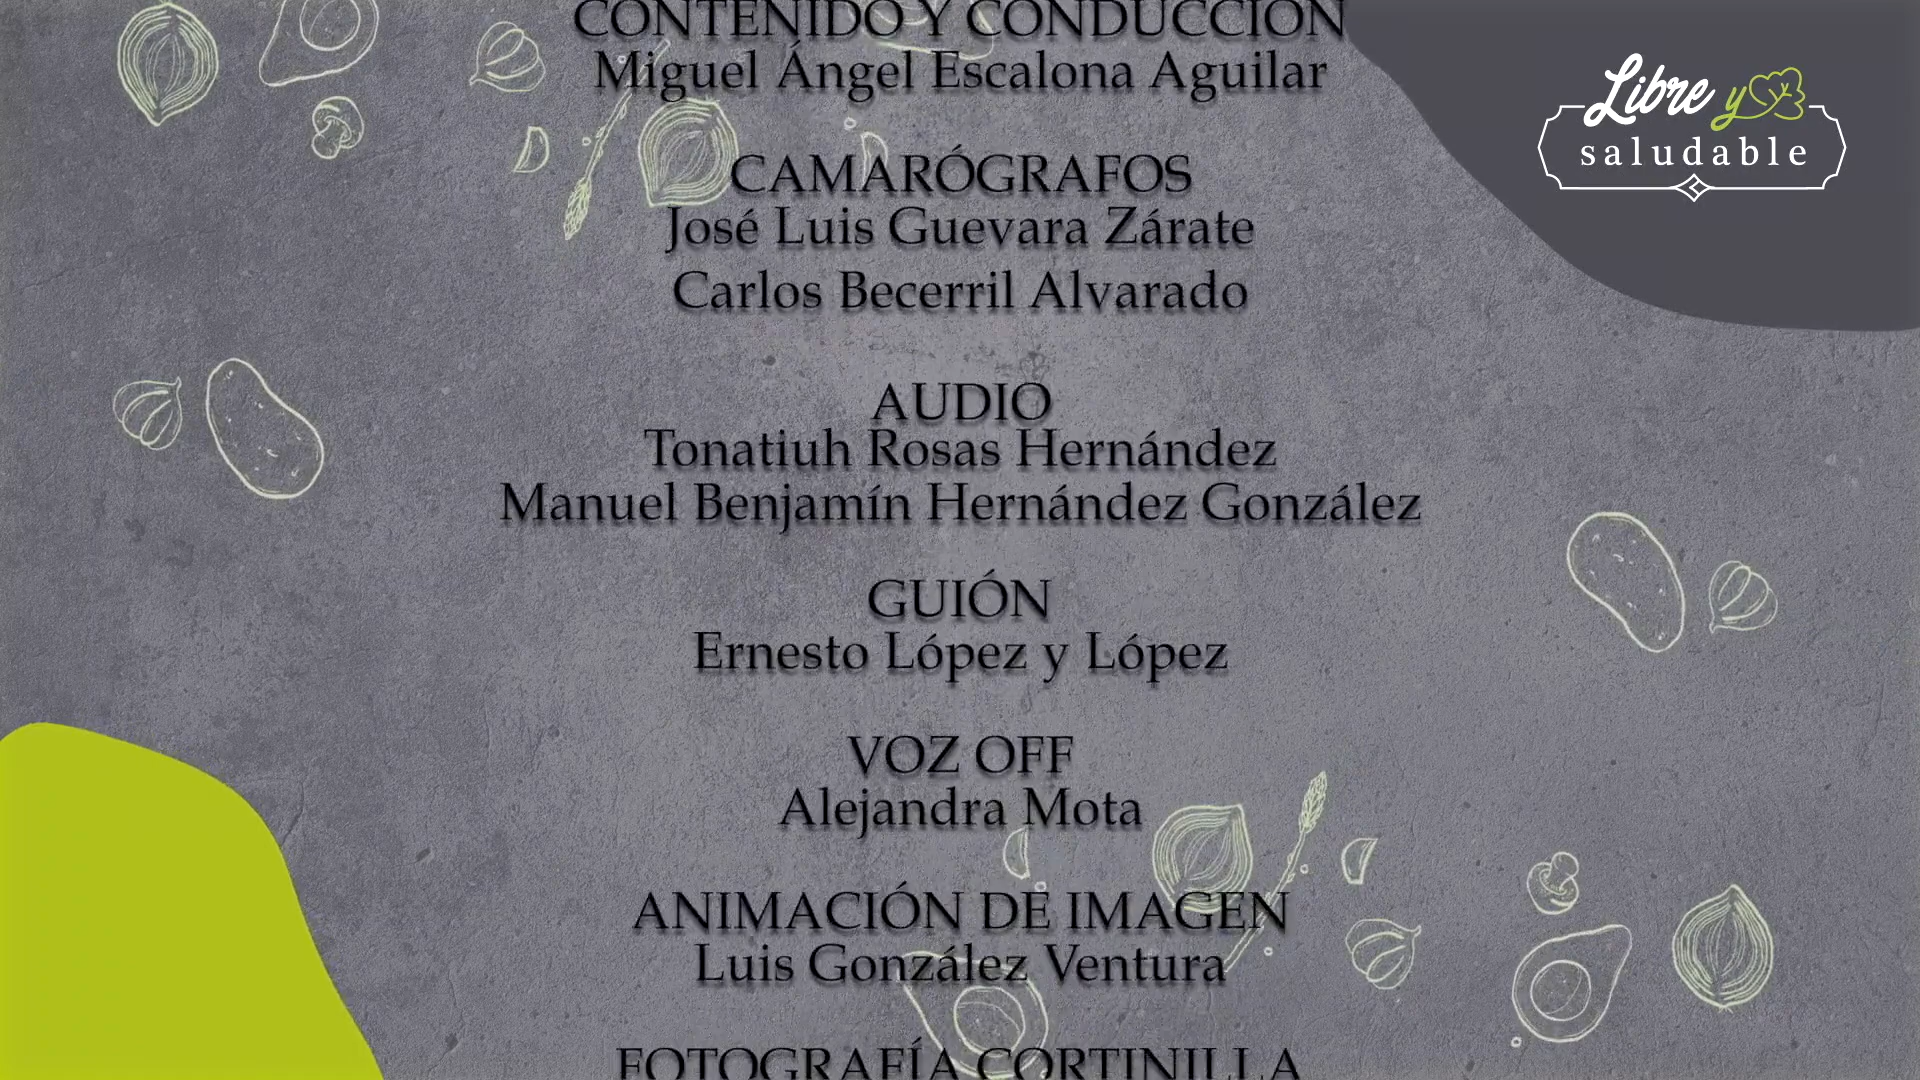 CONTENIDO Y CONDUCCIÓN
Miguel Ángel Escalona Aguilar
Libre y
saludable
CAMARÓGRAFOS
José Luis Guevara Zárate
Carlos Becerril Alvarado
AUDIO
Tonatiuh Rosas Hernández
Manuel Benjamín Hernández González
GUIÓN
Ernesto López y López
VOZ OFF
Alejandra Mota
ANIMACIÓN DE IMAGEN
Luis González Ventura
FOTOGRAFÍA CORTINILLA